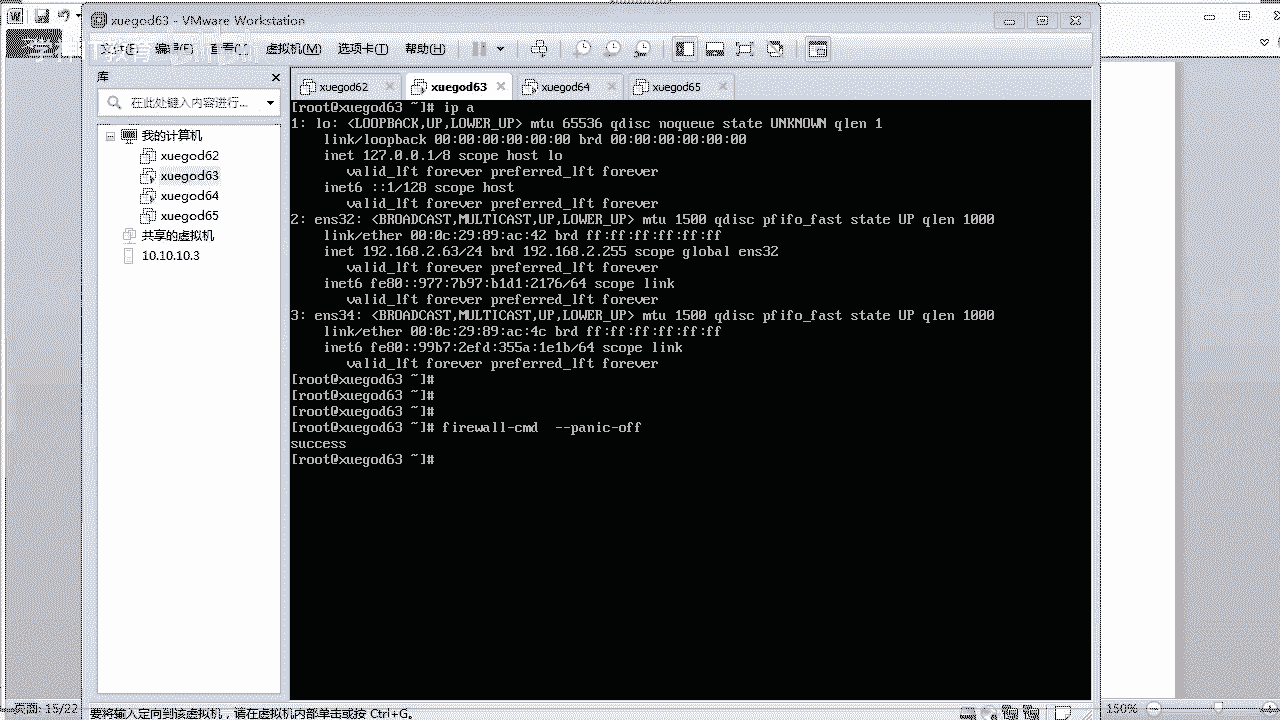 xuegod63 - VMware Workstation
虚拟机(M) 选项卡(T) 帮助(H)
库
在此处键入内容进行...
我的计算机
xuegod62
xuegod63
xuegod64
xuegod65
共享的虚拟机
10.10.10.3
xuegod62 xuegod63 xuegod64 xuegod65
[root@xuegod63 ~]# ip a
1: lo: <LOOPBACK,UP,LOWER_UP> mtu 65536 qdisc noqueue state UNKNOWN qlen 1
link/loopback 00:00:00:00:00:00 brd 00:00:00:00:00:00
inet 127.0.0.1/8 scope host lo
valid_lft forever preferred_lft forever
inet6 ::1/128 scope host
valid_lft forever preferred_lft forever
2: ens32: <BROADCAST,MULTICAST,UP,LOWER_UP> mtu 1500 qdisc pfifo_fast state UP qlen 1000
link/ether 00:0c:29:89:ac:42 brd ff:ff:ff:ff:ff:ff
inet 192.168.2.63/24 brd 192.168.2.255 scope global ens32
valid_lft forever preferred_lft forever
inet6 fe80::977:7b97:b1d1:2176/64 scope link
valid_lft forever preferred_lft forever
3: ens34: <BROADCAST,MULTICAST,UP,LOWER_UP> mtu 1500 qdisc pfifo_fast state UP qlen 1000
link/ether 00:0c:29:89:ac:4c brd ff:ff:ff:ff:ff:ff
inet6 fe80::99b7:2efd:355a:1e1b/64 scope link
valid_lft forever preferred_lft forever
[root@xuegod63 ~]#
[root@xuegod63 ~]#
[root@xuegod63 ~]#
[root@xuegod63 ~]# firewall-cmd  --panic-off
success
[root@xuegod63 ~]#
要将输入定向到该虚拟机，请在虚拟机内部单击或按 Ctrl+G。
15/22
150%